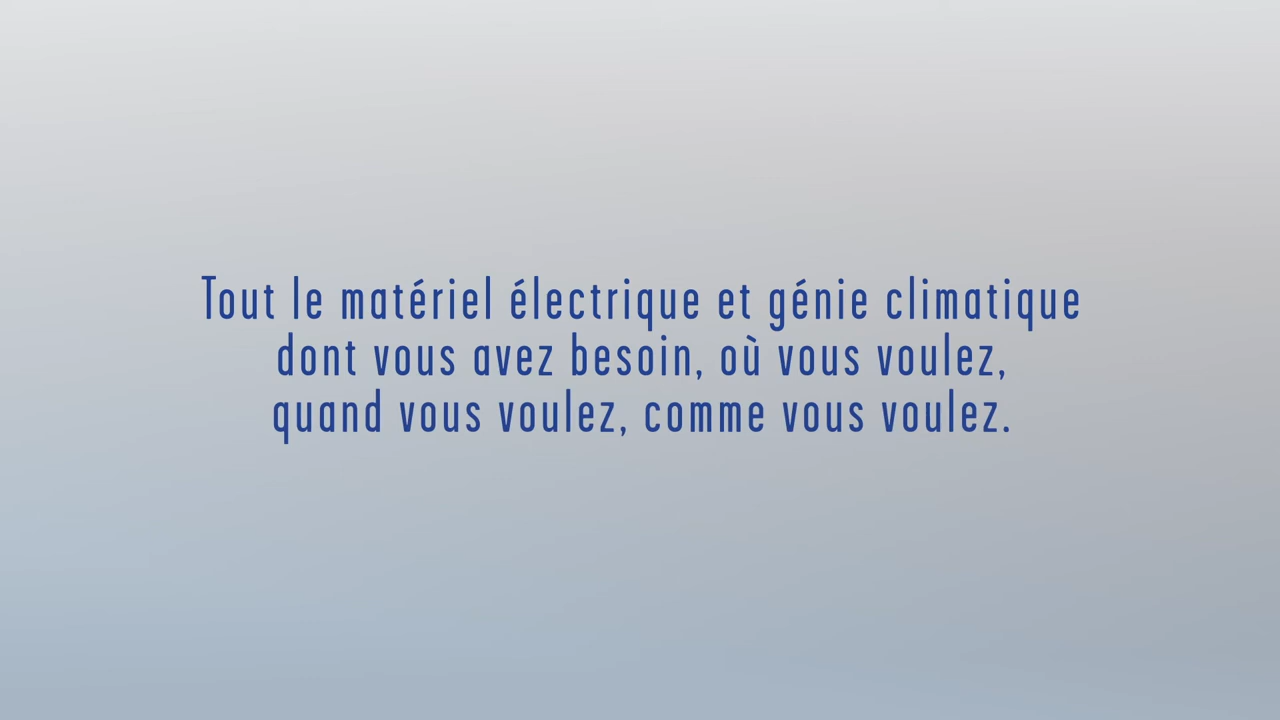 Tout le matériel électrique et génie climatique
dont vous avez besoin, où vous voulez,
quand vous voulez, comme vous voulez.